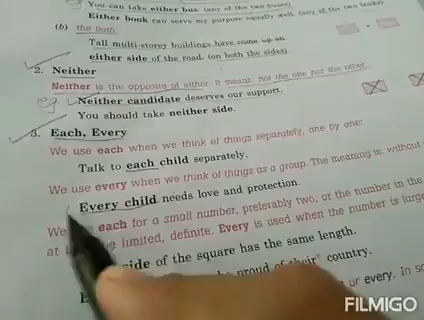 You can take either bus (any of the two buses)
Either book can serve my purpose equally well. (any of the two books)
(b) the both:
Tall multi-storey buildings have come up on
either side of the road. (on both the sides)
2. Neither
Neither is the opposite of either. It means not the one nor the other.
eg. Neither candidate deserves our support.
You should take neither side.
3. Each, Every
We use each when we think of things separately, one by one:
Talk to each child separately.
We use every when we think of things as a group. The meaning is: without
Every child needs love and protection.
We each for a small number, preferably two, or the number in the
at limited, definite. Every is used when the number is large
side of the square has the same length.
be proud of their country.
or every. In
FILMIGO